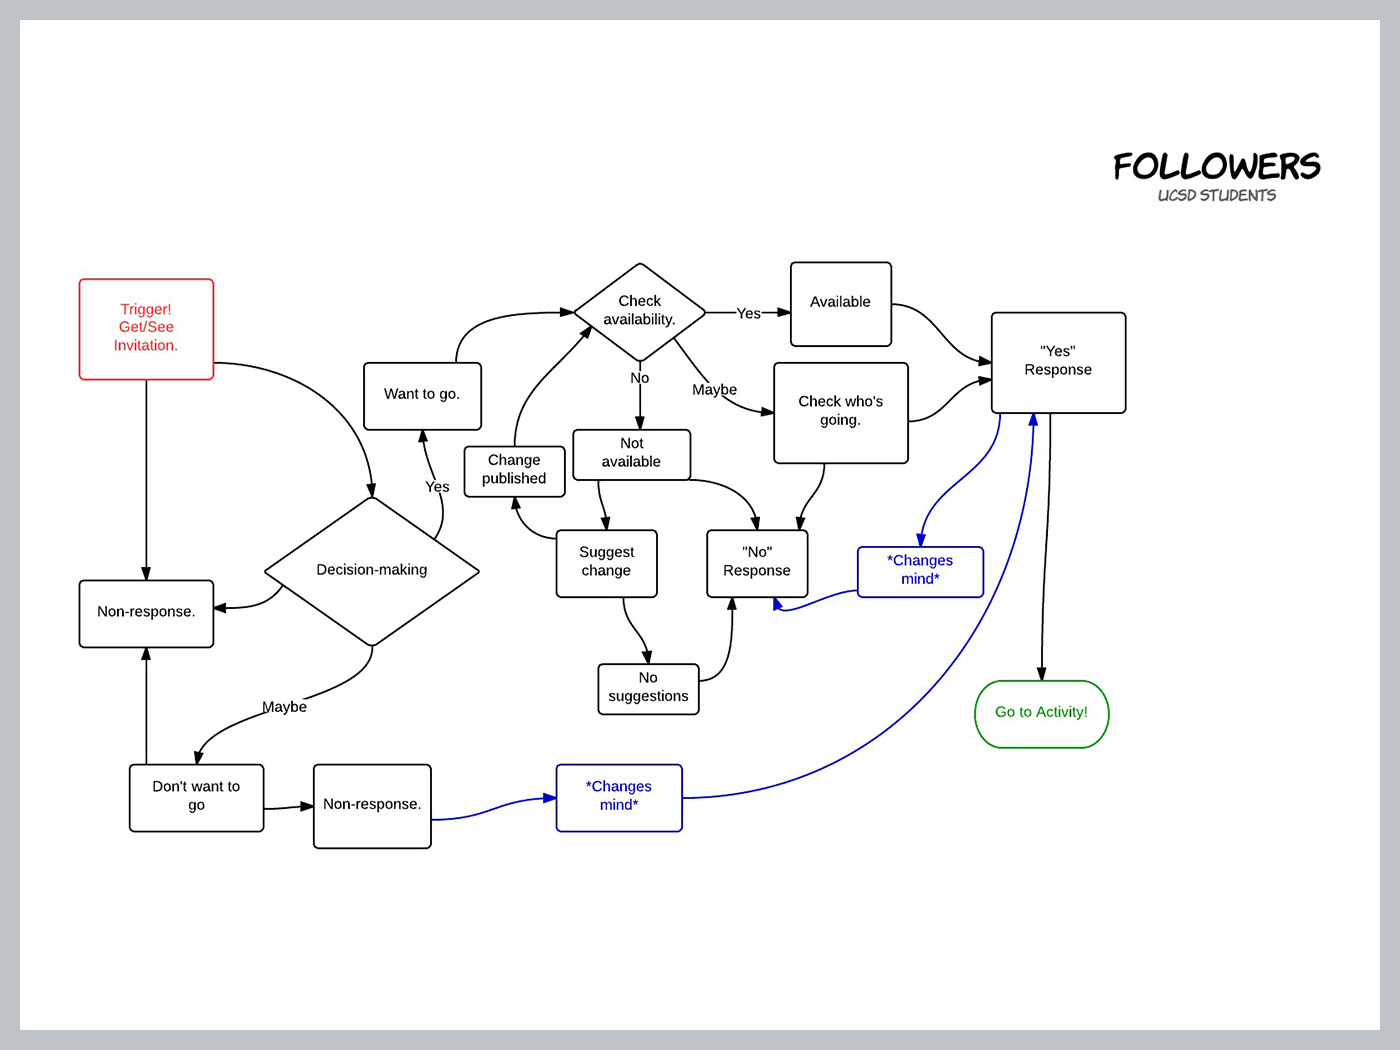 FOLLOWERS
UCSD STUDENTS
Trigger!
Get/See
Invitation.
Want to go.
Check
availability.
Yes
Available
"Yes"
Response
No
Maybe
Check who's
going.
Change
published
Not
available
Yes
Decision-making
Non-response.
Suggest
change
"No"
Response
*Changes
mind*
No
suggestions
Maybe
Go to Activity!
Don't want to
go
Non-response.
*Changes
mind*